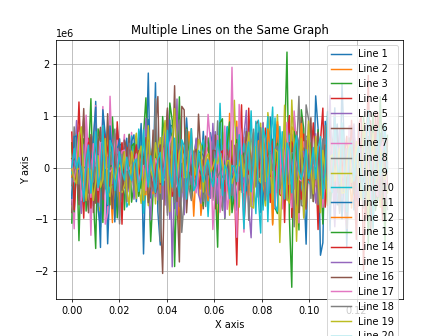 Multiple Lines on the Same Graph
1e6
Y axis
2
1
0
−1
−2
0.00
0.02
0.04
0.06
0.08
0.10
X axis
Line 1
Line 2
Line 3
Line 4
Line 5
Line 6
Line 7
Line 8
Line 9
Line 10
Line 11
Line 12
Line 13
Line 14
Line 15
Line 16
Line 17
Line 18
Line 19
Line 20